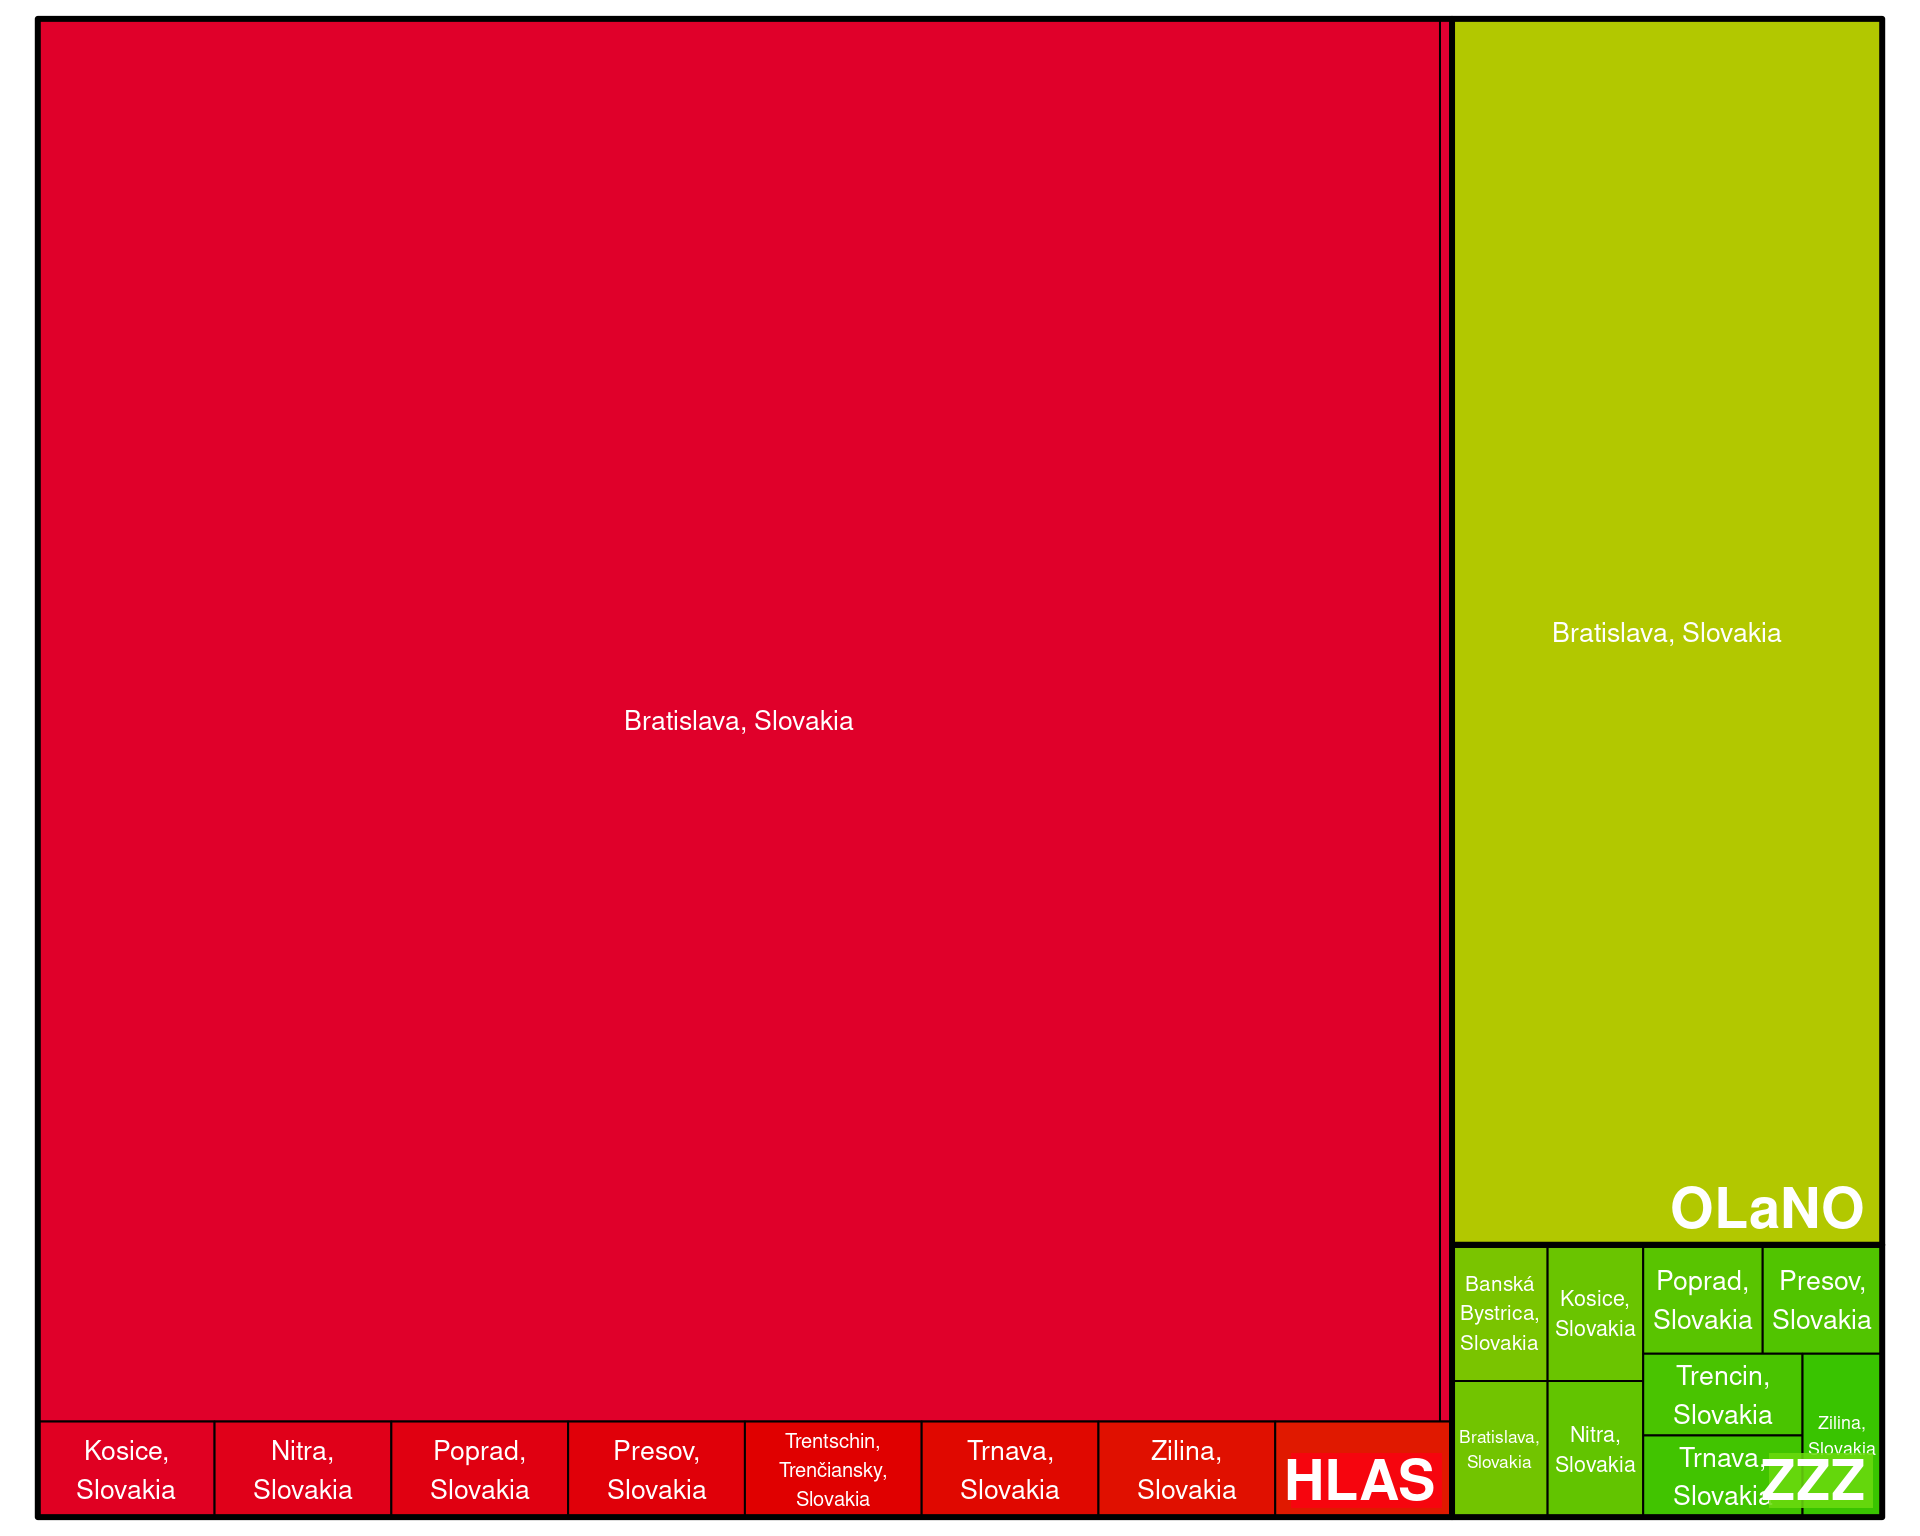 Bratislava, Slovakia
Kosice,
Slovakia
Nitra,
Slovakia
Poprad,
Slovakia
Presov,
Slovakia
Trentschin,
Trenčiansky,
Slovakia
Trnava,
Slovakia
Zilina,
Slovakia
HLAS
Bratislava, Slovakia
OLaNO
Banská
Bystrica,
Slovakia
Kosice,
Slovakia
Poprad,
Slovakia
Presov,
Slovakia
Bratislava,
Slovakia
Nitra,
Slovakia
Trencin,
Slovakia
Trnava,
Slovakia
Zilina,
Slovakia
ZZZ